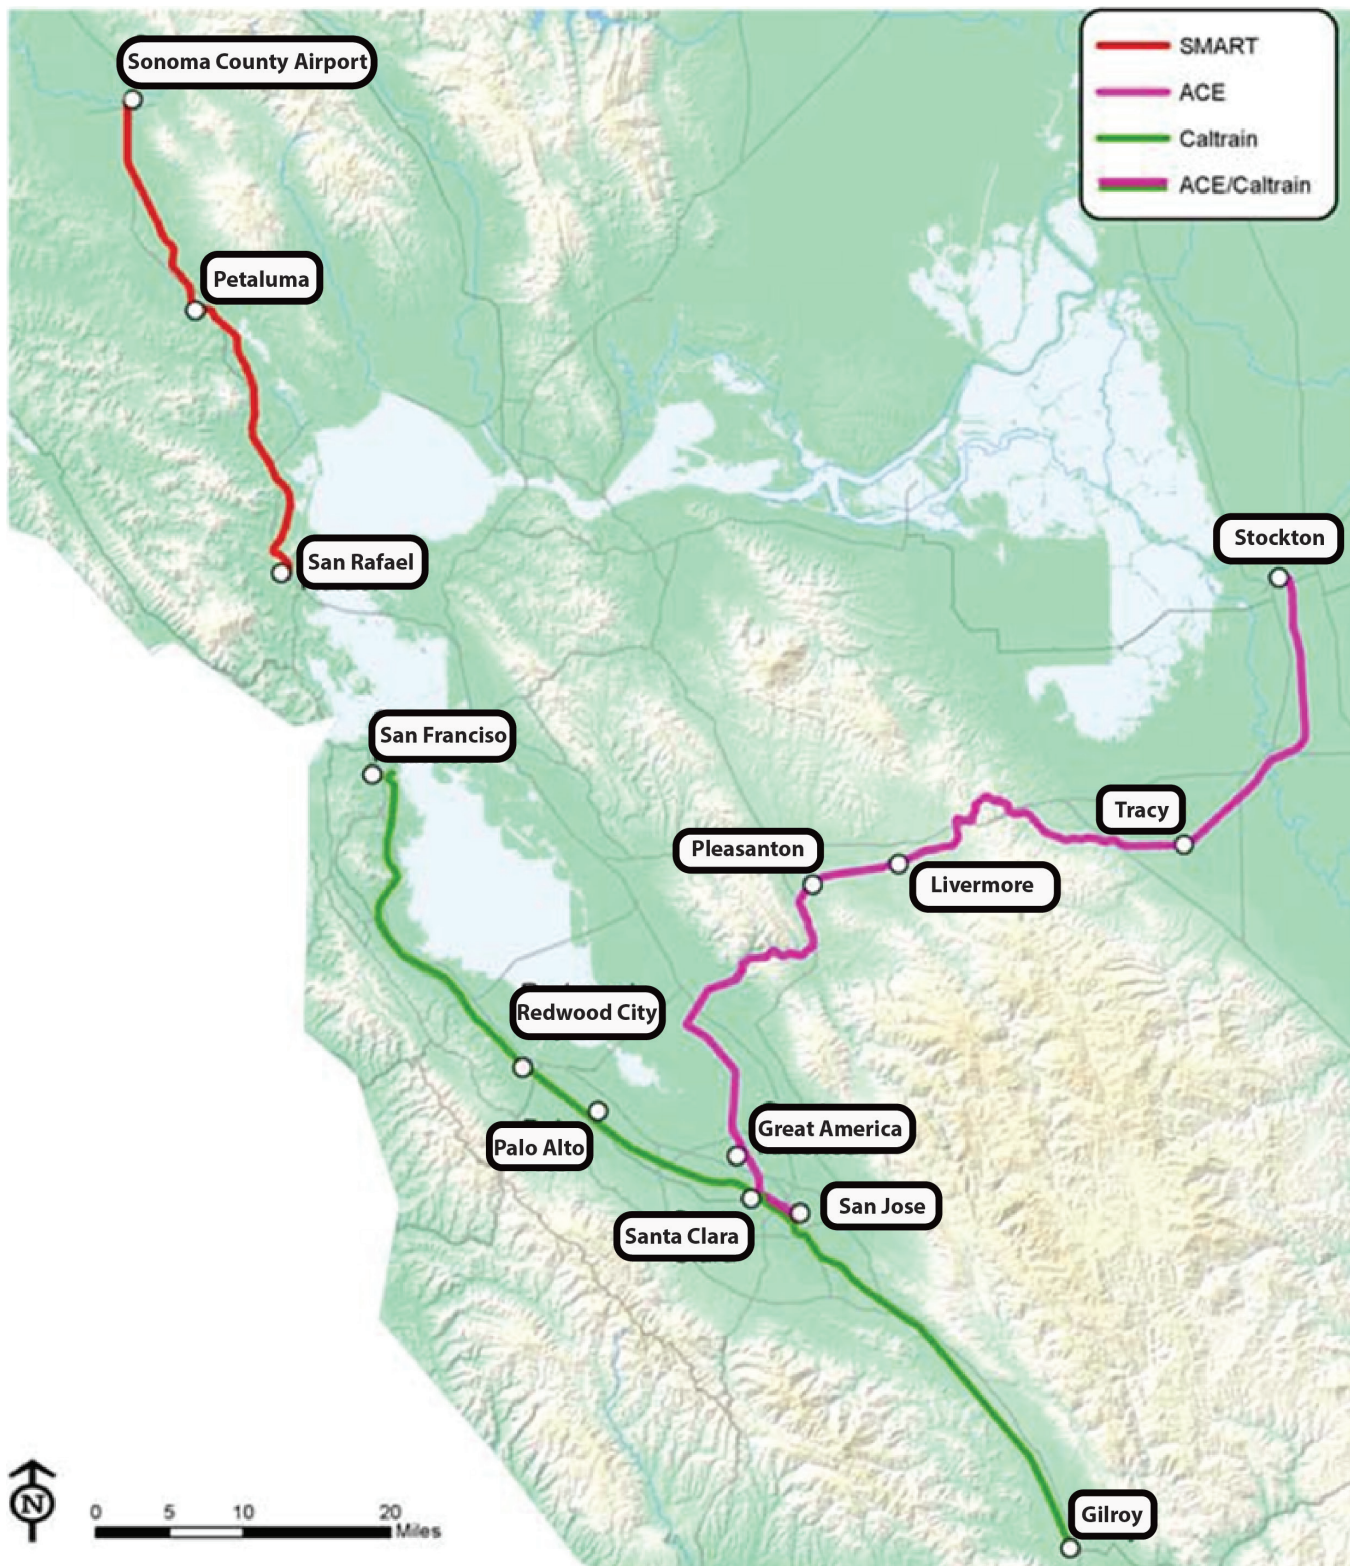 Sonoma County Airport
SMART
ACE
Caltrain
ACE/Caltrain
Petaluma
Stockton
San Rafael
San Franciso
Tracy
Pleasanton
Livermore
Redwood City
Great America
Palo Alto
San Jose
Santa Clara
Gilroy
N
0 5 10 20
Miles